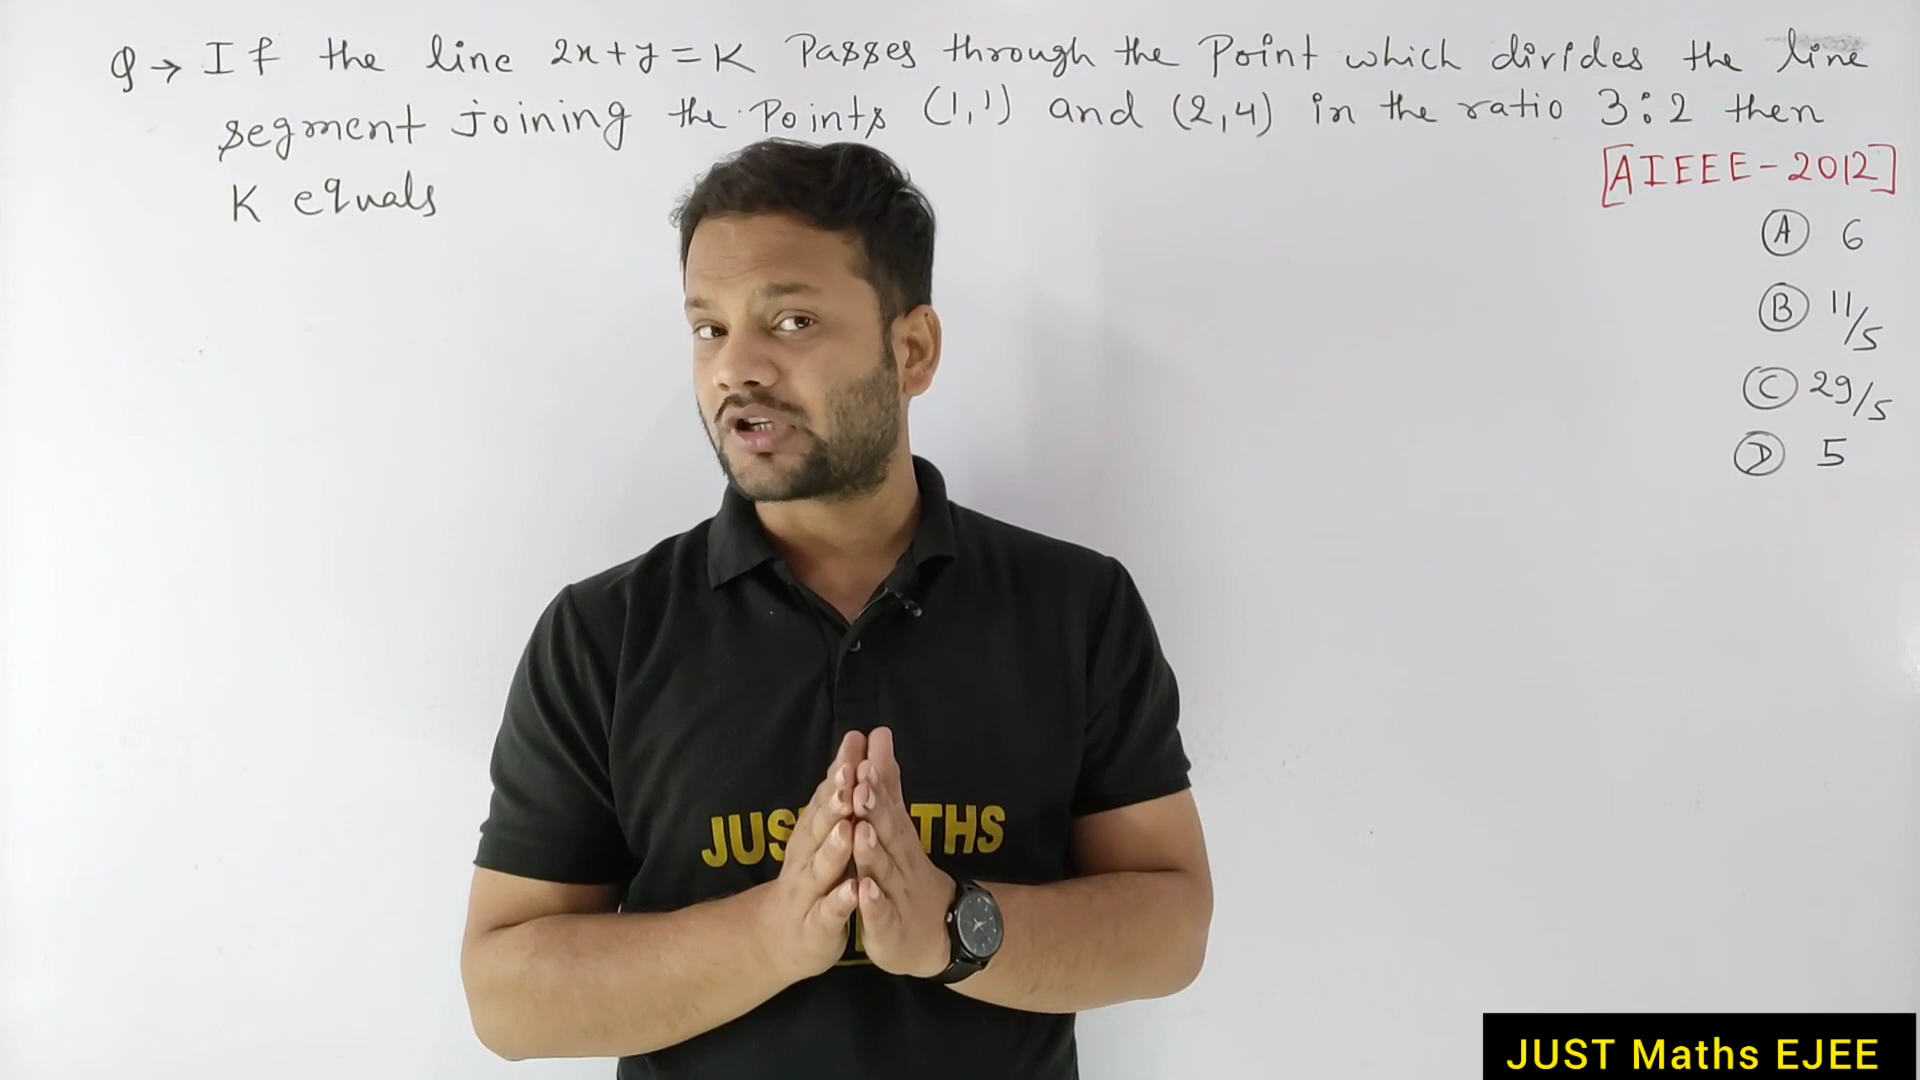 Q → If the line 2x+y=K Passes through the Point which divides the line
segment joining the Points (1,1) and (2,4) in the ratio 3:2 then
[AIEEE-2012]
K equals
(A) 6
(B) 11/5
(C) 29/5
(D) 5
JUST MATHS
JUST Maths EJEE